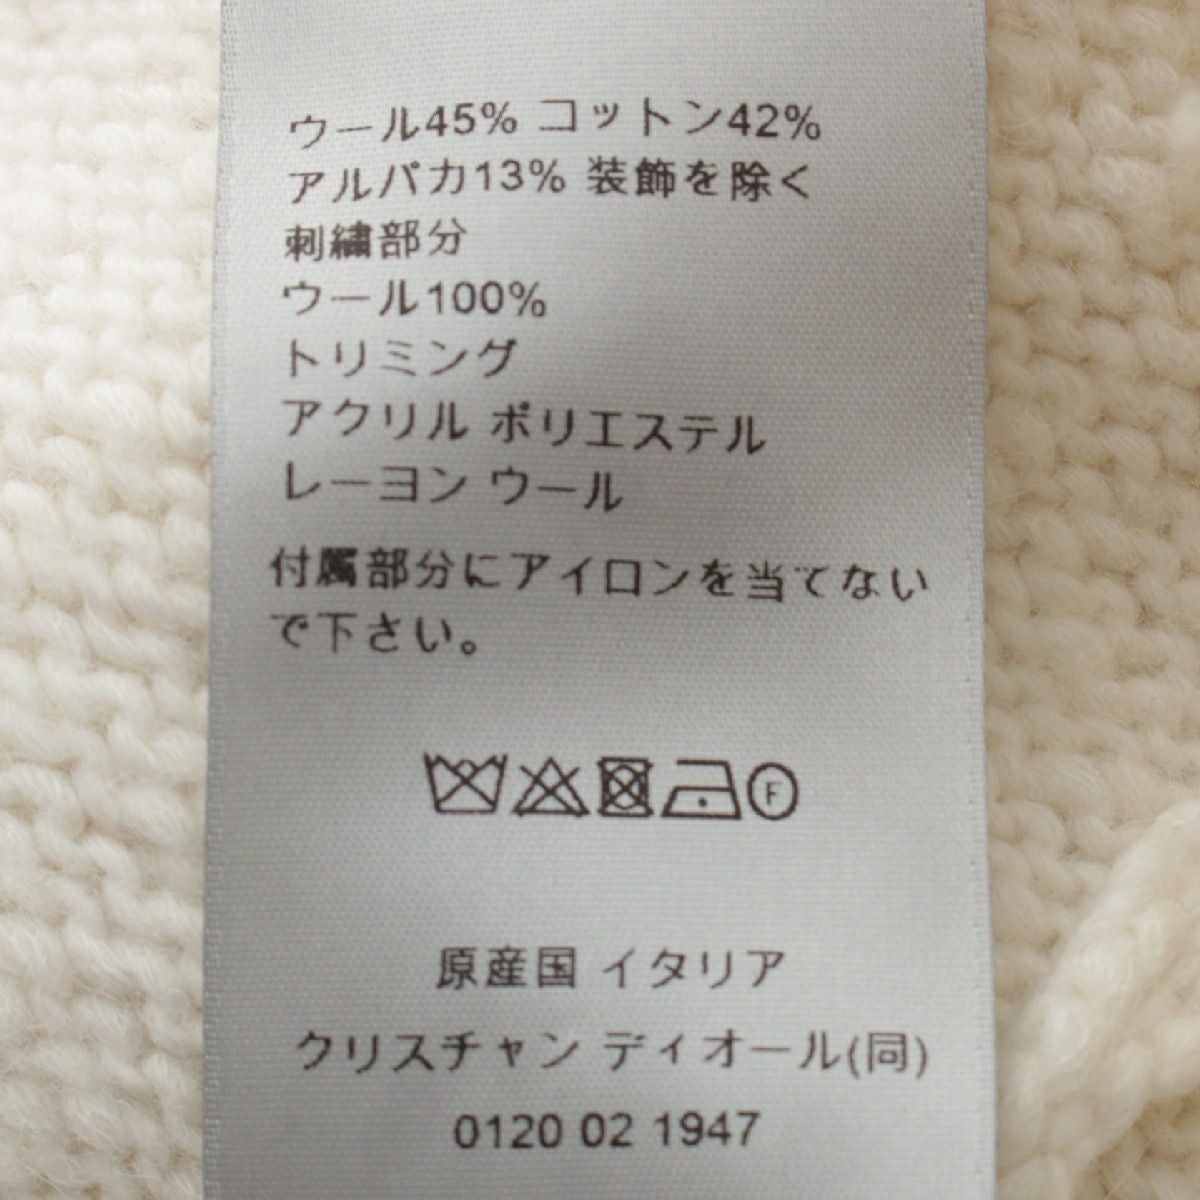 ウール45% コットン42%
アルパカ13% 装飾を除く
刺繍部分
ウール100%
トリミング
アクリル ポリエステル
レーヨン ウール
付属部分にアイロンを当てない
で下さい。
F
原産国 イタリア
クリスチャン ディオール(同)
0120 02 1947